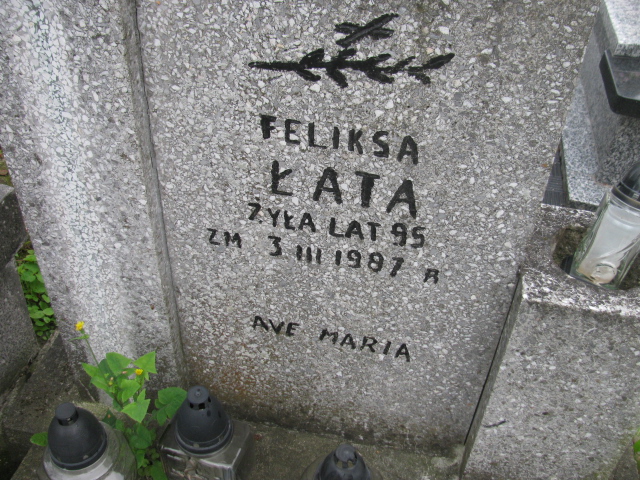 FELIKSA
ŁATA
ŻYŁA LAT 95
ZM 3 III 1987 R
AVE MARIA